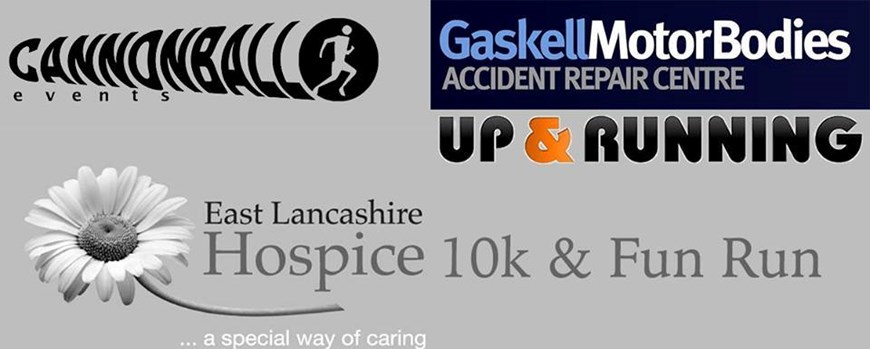 CANNONBALL
events
GaskellMotorBodies
ACCIDENT REPAIR CENTRE
UP & RUNNING
East Lancashire
Hospice 10k & Fun Run
... a special way of caring